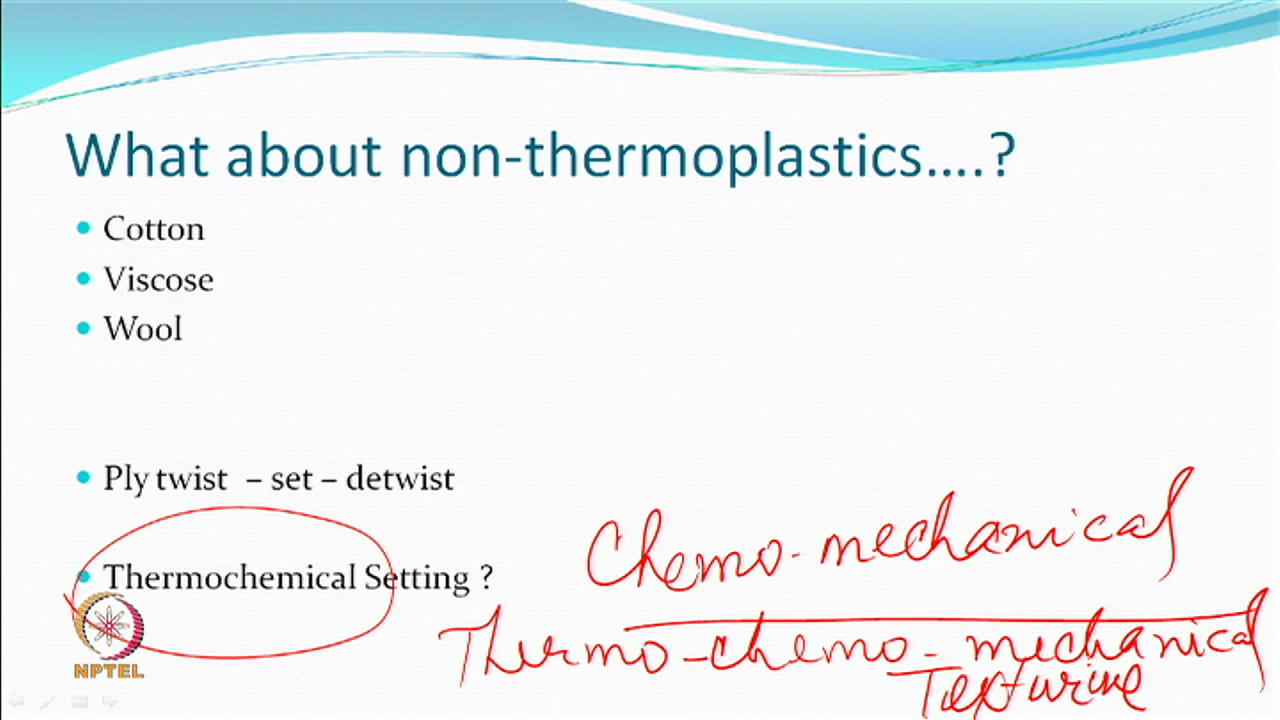 What about non-thermoplastics....?
Cotton
Viscose
Wool
Ply twist – set – detwist
Thermochemical Setting ?
Chemo-mechanical
Thermo-chemo-mechanical
Texturing
NPTEL